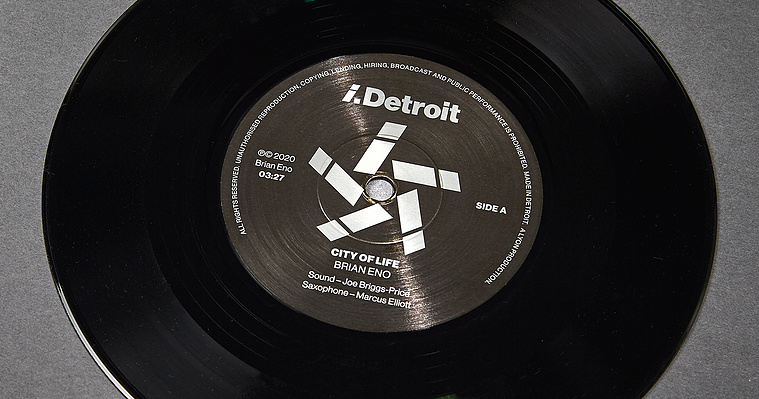 ALL RIGHTS RESERVED. UNAUTHORISED REPRODUCTION, COPYING, LENDING, HIRING, BROADCAST AND PUBLIC PERFORMANCE IS PROHIBITED. MADE IN DETROIT. A LYON PRODUCTION.
i.Detroit
℗© 2020
Brian Eno
03:27
SIDE A
CITY OF LIFE
BRIAN ENO
Sound – Joe Briggs-Price
Saxophone – Marcus Elliott